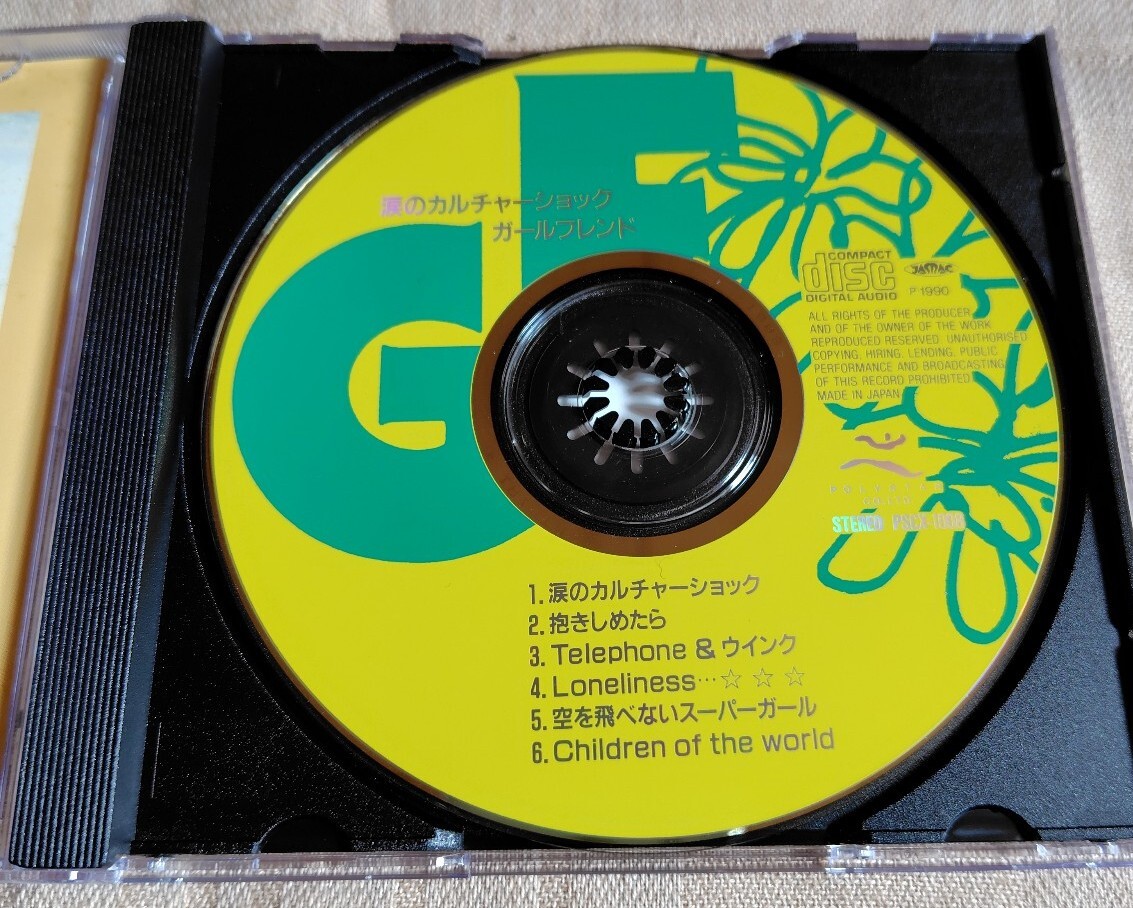 GF
涙のカルチャーショック
ガールフレンド
COMPACT
disc
DIGITAL AUDIO
JASRAC
P 1990
ALL RIGHTS OF THE PRODUCER
AND OF THE OWNER OF THE WORK
REPRODUCED RESERVED. UNAUTHORISED
COPYING, HIRING, LENDING, PUBLIC
PERFORMANCE AND BROADCASTING
OF THIS RECORD PROHIBITED
MADE IN JAPAN
STEREO
1. 涙のカルチャーショック
2. 抱きしめたら
3. Telephone & ウインク
4. Loneliness…☆ ☆ ☆
5. 空を飛べないスーパーガール
6. Children of the world